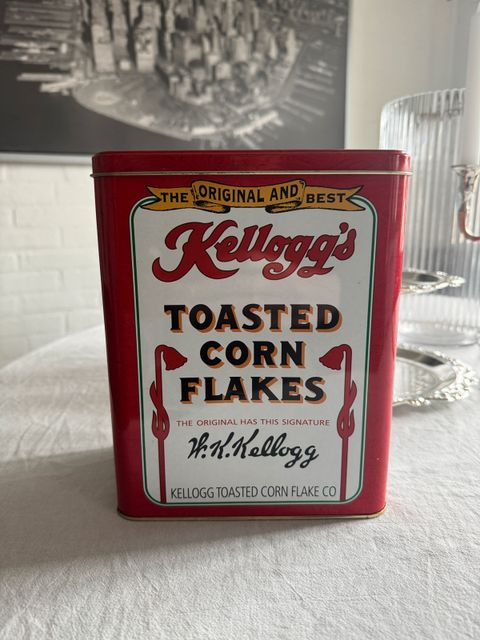 THE ORIGINAL AND BEST
Kellogg's
TOASTED
CORN
FLAKES
THE ORIGINAL HAS THIS SIGNATURE
W.K.Kellogg
KELLOGG TOASTED CORN FLAKE CO